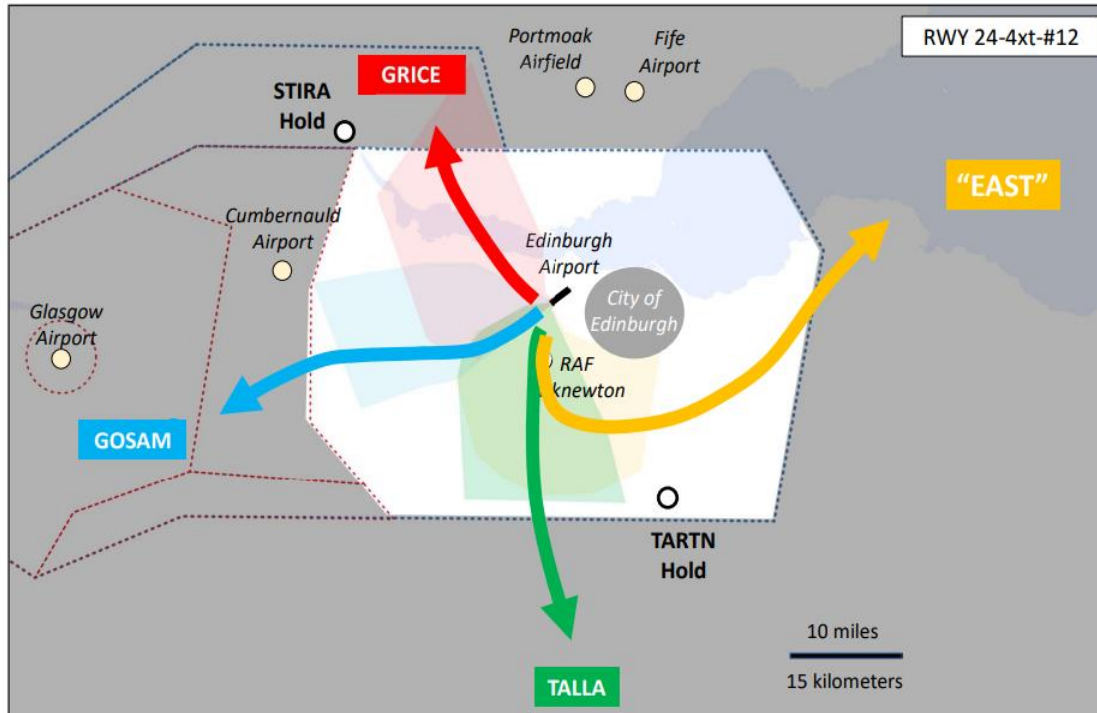 RWY 24-4xt-#12
Portmoak
Airfield
Fife
Airport
GRICE
STIRA
Hold
"EAST"
Cumbernauld
Airport
Edinburgh
Airport
City of
Edinburgh
Glasgow
Airport
RAF
knewton
GOSAM
TARTN
Hold
10 miles
15 kilometers
TALLA